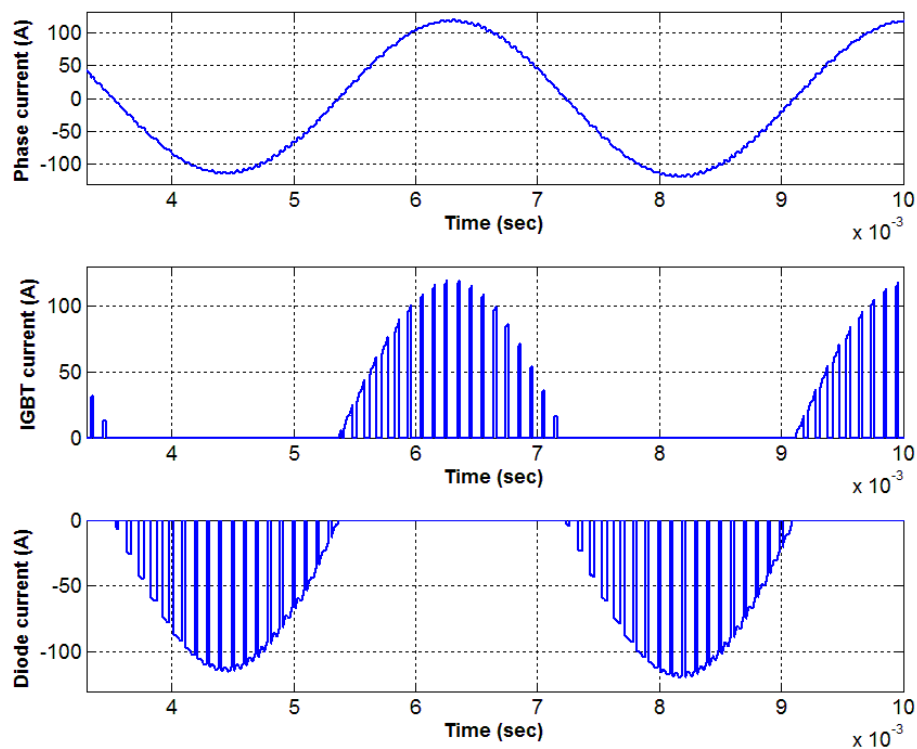 Phase current (A)
100
50
0
-50
-100
4 5 6 7 8 9 10
Time (sec)
x 10⁻³
IGBT current (A)
100
50
0
4 5 6 7 8 9 10
Time (sec)
x 10⁻³
Diode current (A)
0
-50
-100
4 5 6 7 8 9 10
Time (sec)
x 10⁻³